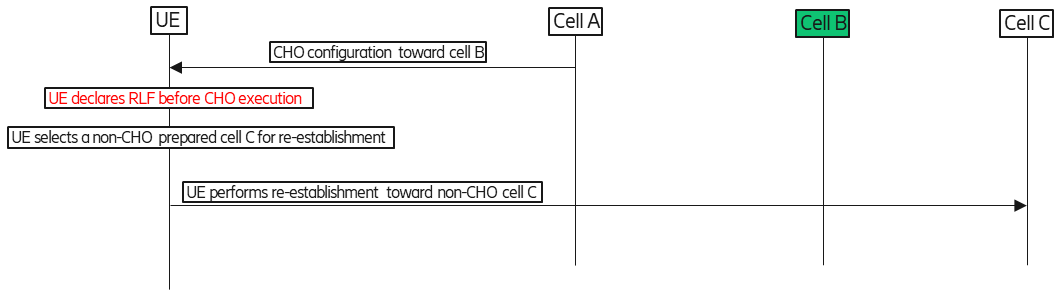 UE
Cell A
Cell B
Cell C
CHO configuration toward cell B
UE declares RLF before CHO execution
UE selects a non-CHO prepared cell C for re-establishment
UE performs re-establishment toward non-CHO cell C